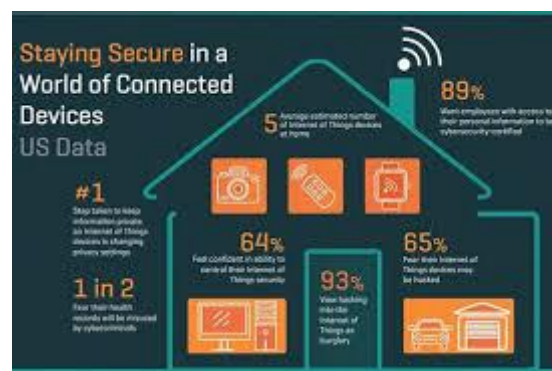 Staying Secure in a
World of Connected
Devices
US Data
89%
Want employees with access to
their personal information to be
cybersecurity certified
5
Average estimated number
of Internet of Things devices
at home
#1
Step taken to keep
information private
on Internet of Things
devices is changing
privacy settings
64%
Feel confident in ability to
control their Internet of
Things security
65%
Fear their Internet of
Things devices may
be hacked
1 in 2
Fear their health
records will be misused
by cybercriminals
93%
View hacking
into the
Internet of
Things as
burglary